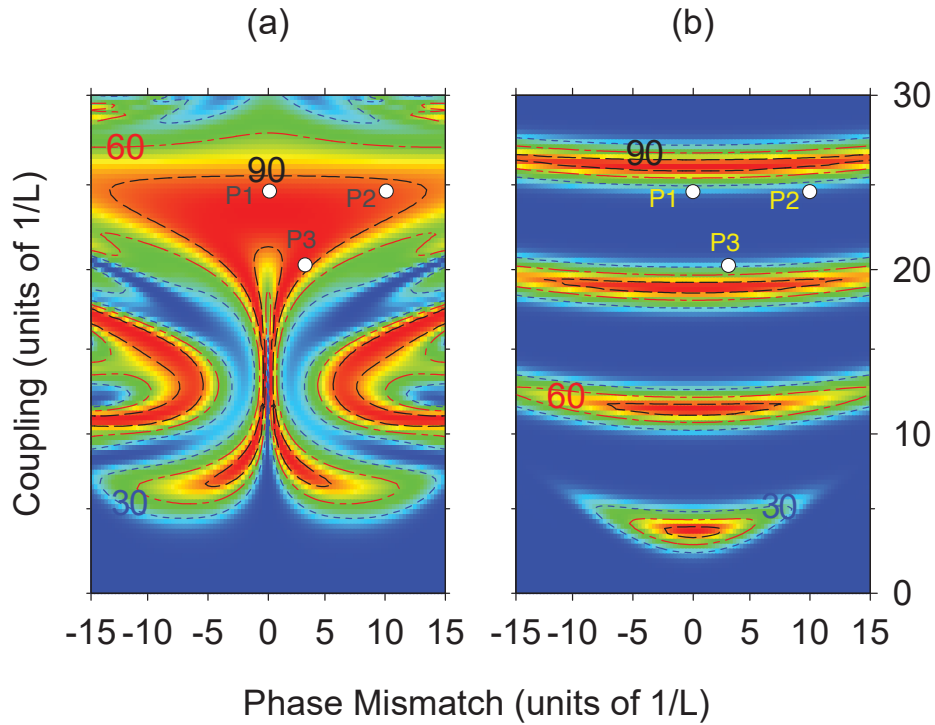 (a)
(b)
Coupling (units of 1/L)
60
90
P1
P2
P3
30
90
P1
P2
P3
60
30
30
20
10
0
-15 -10 -5 0 5 10 15
-15 -10 -5 0 5 10 15
Phase Mismatch (units of 1/L)